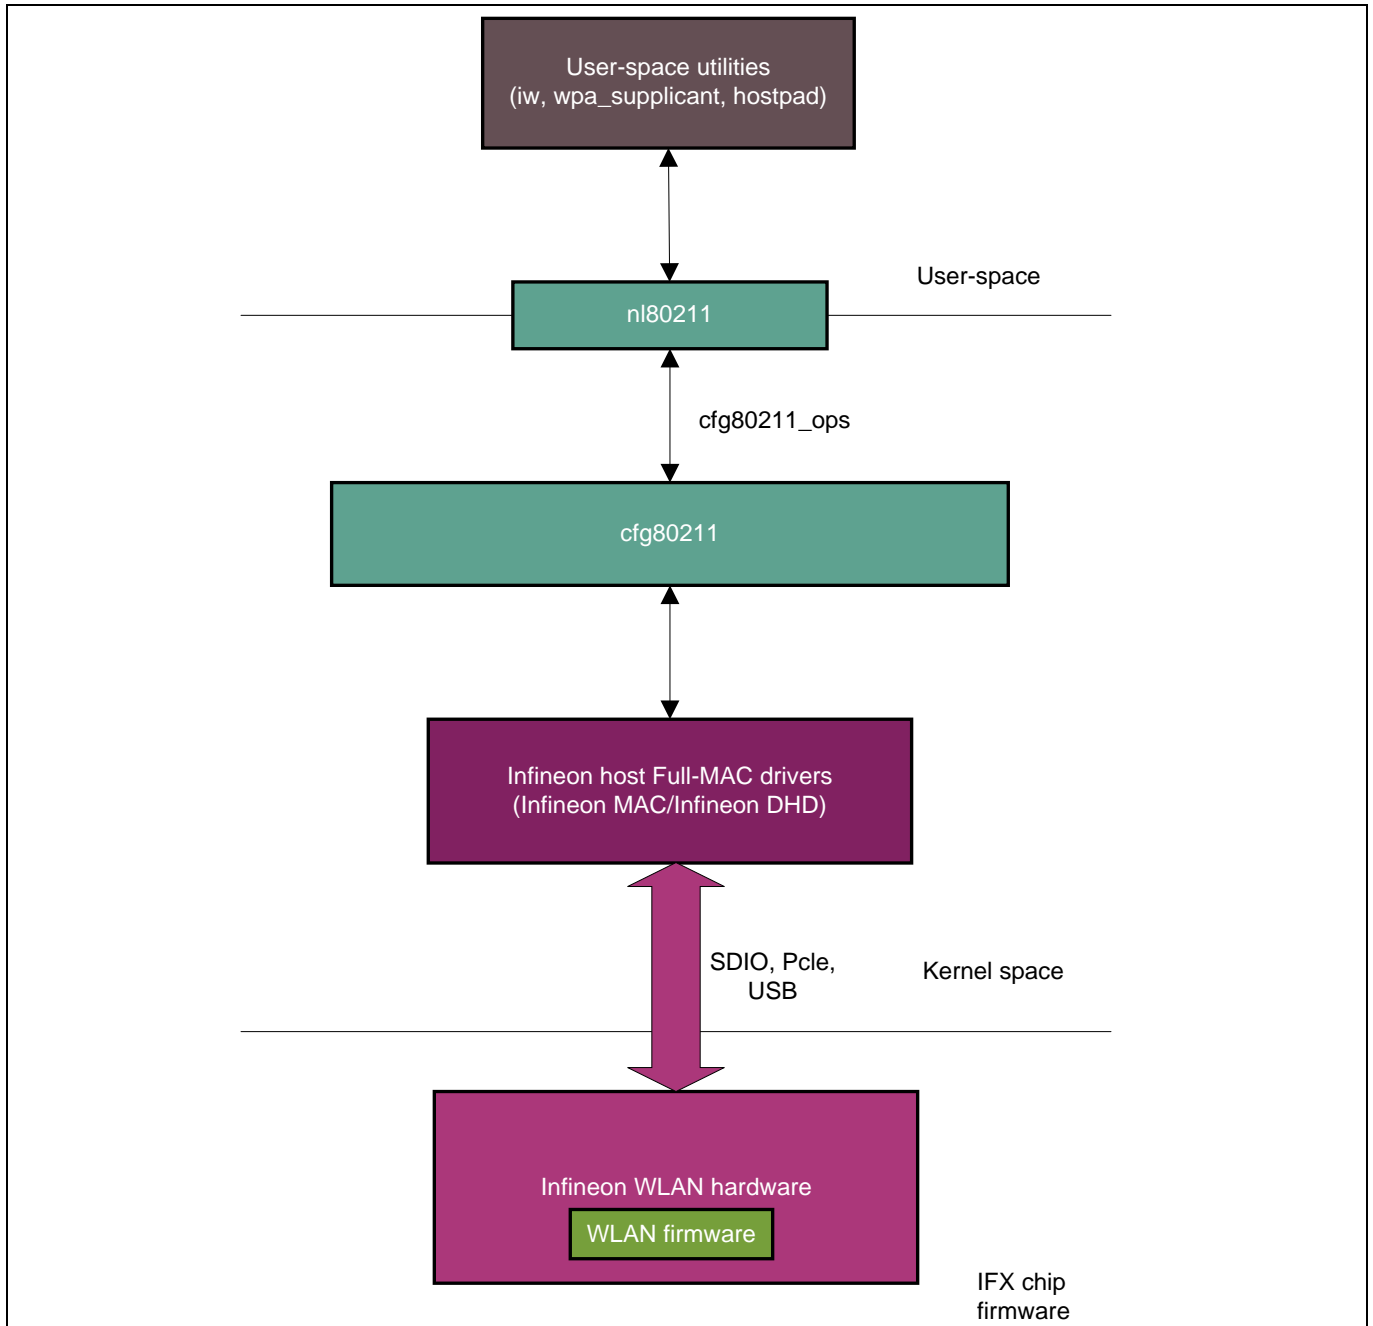 User-space utilities
(iw, wpa_supplicant, hostpad)
User-space
nl80211
cfg80211_ops
cfg80211
Infineon host Full-MAC drivers
(Infineon MAC/Infineon DHD)
SDIO, Pcle,
USB
Kernel space
Infineon WLAN hardware
WLAN firmware
IFX chip
firmware